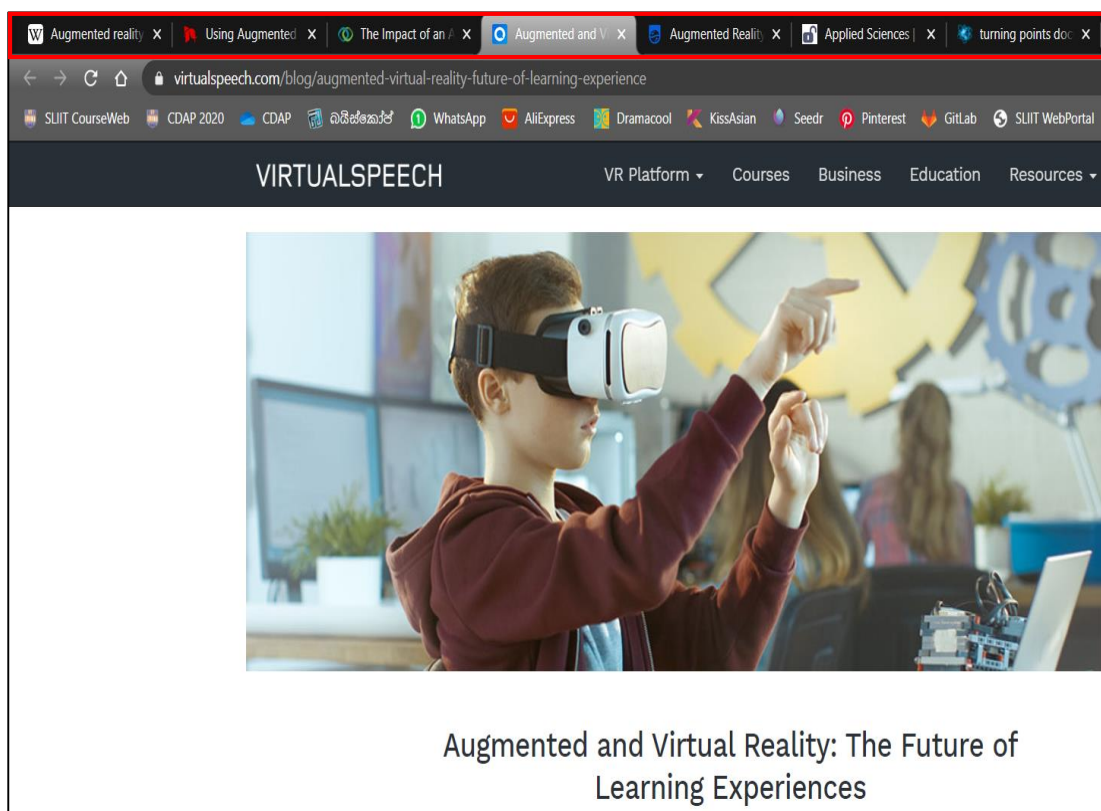 Augmented reality Using Augmented The Impact of an A Augmented and V Augmented Reality Applied Sciences | turning points doc
virtualspeech.com/blog/augmented-virtual-reality-future-of-learning-experience
SLIIT CourseWeb CDAP 2020 CDAP බයිස්කෝප් WhatsApp AliExpress Dramacool KissAsian Seedr Pinterest GitLab SLIIT WebPortal
VIRTUALSPEECH VR Platform Courses Business Education Resources
Augmented and Virtual Reality: The Future of
Learning Experiences